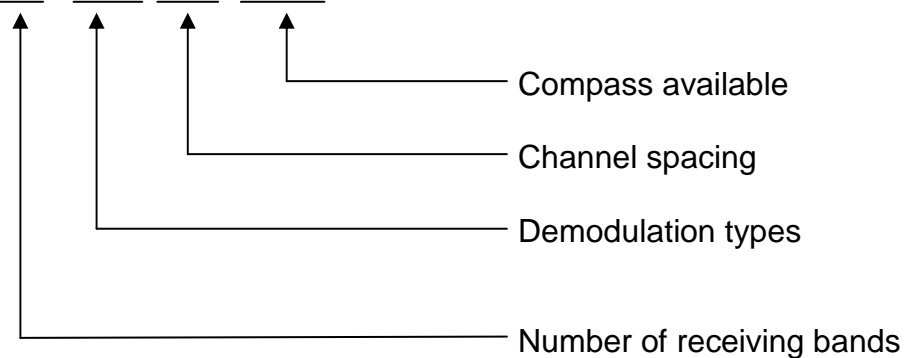 Compass available
Channel spacing
Demodulation types
Number of receiving bands